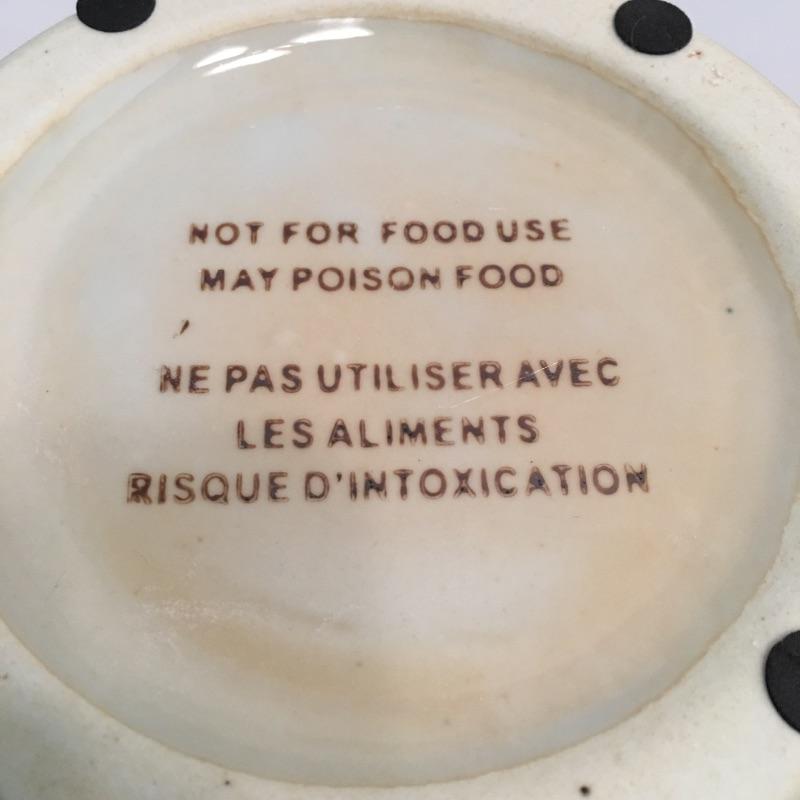 NOT FOR FOOD USE
MAY POISON FOOD
NE PAS UTILISER AVEC
LES ALIMENTS
RISQUE D'INTOXICATION